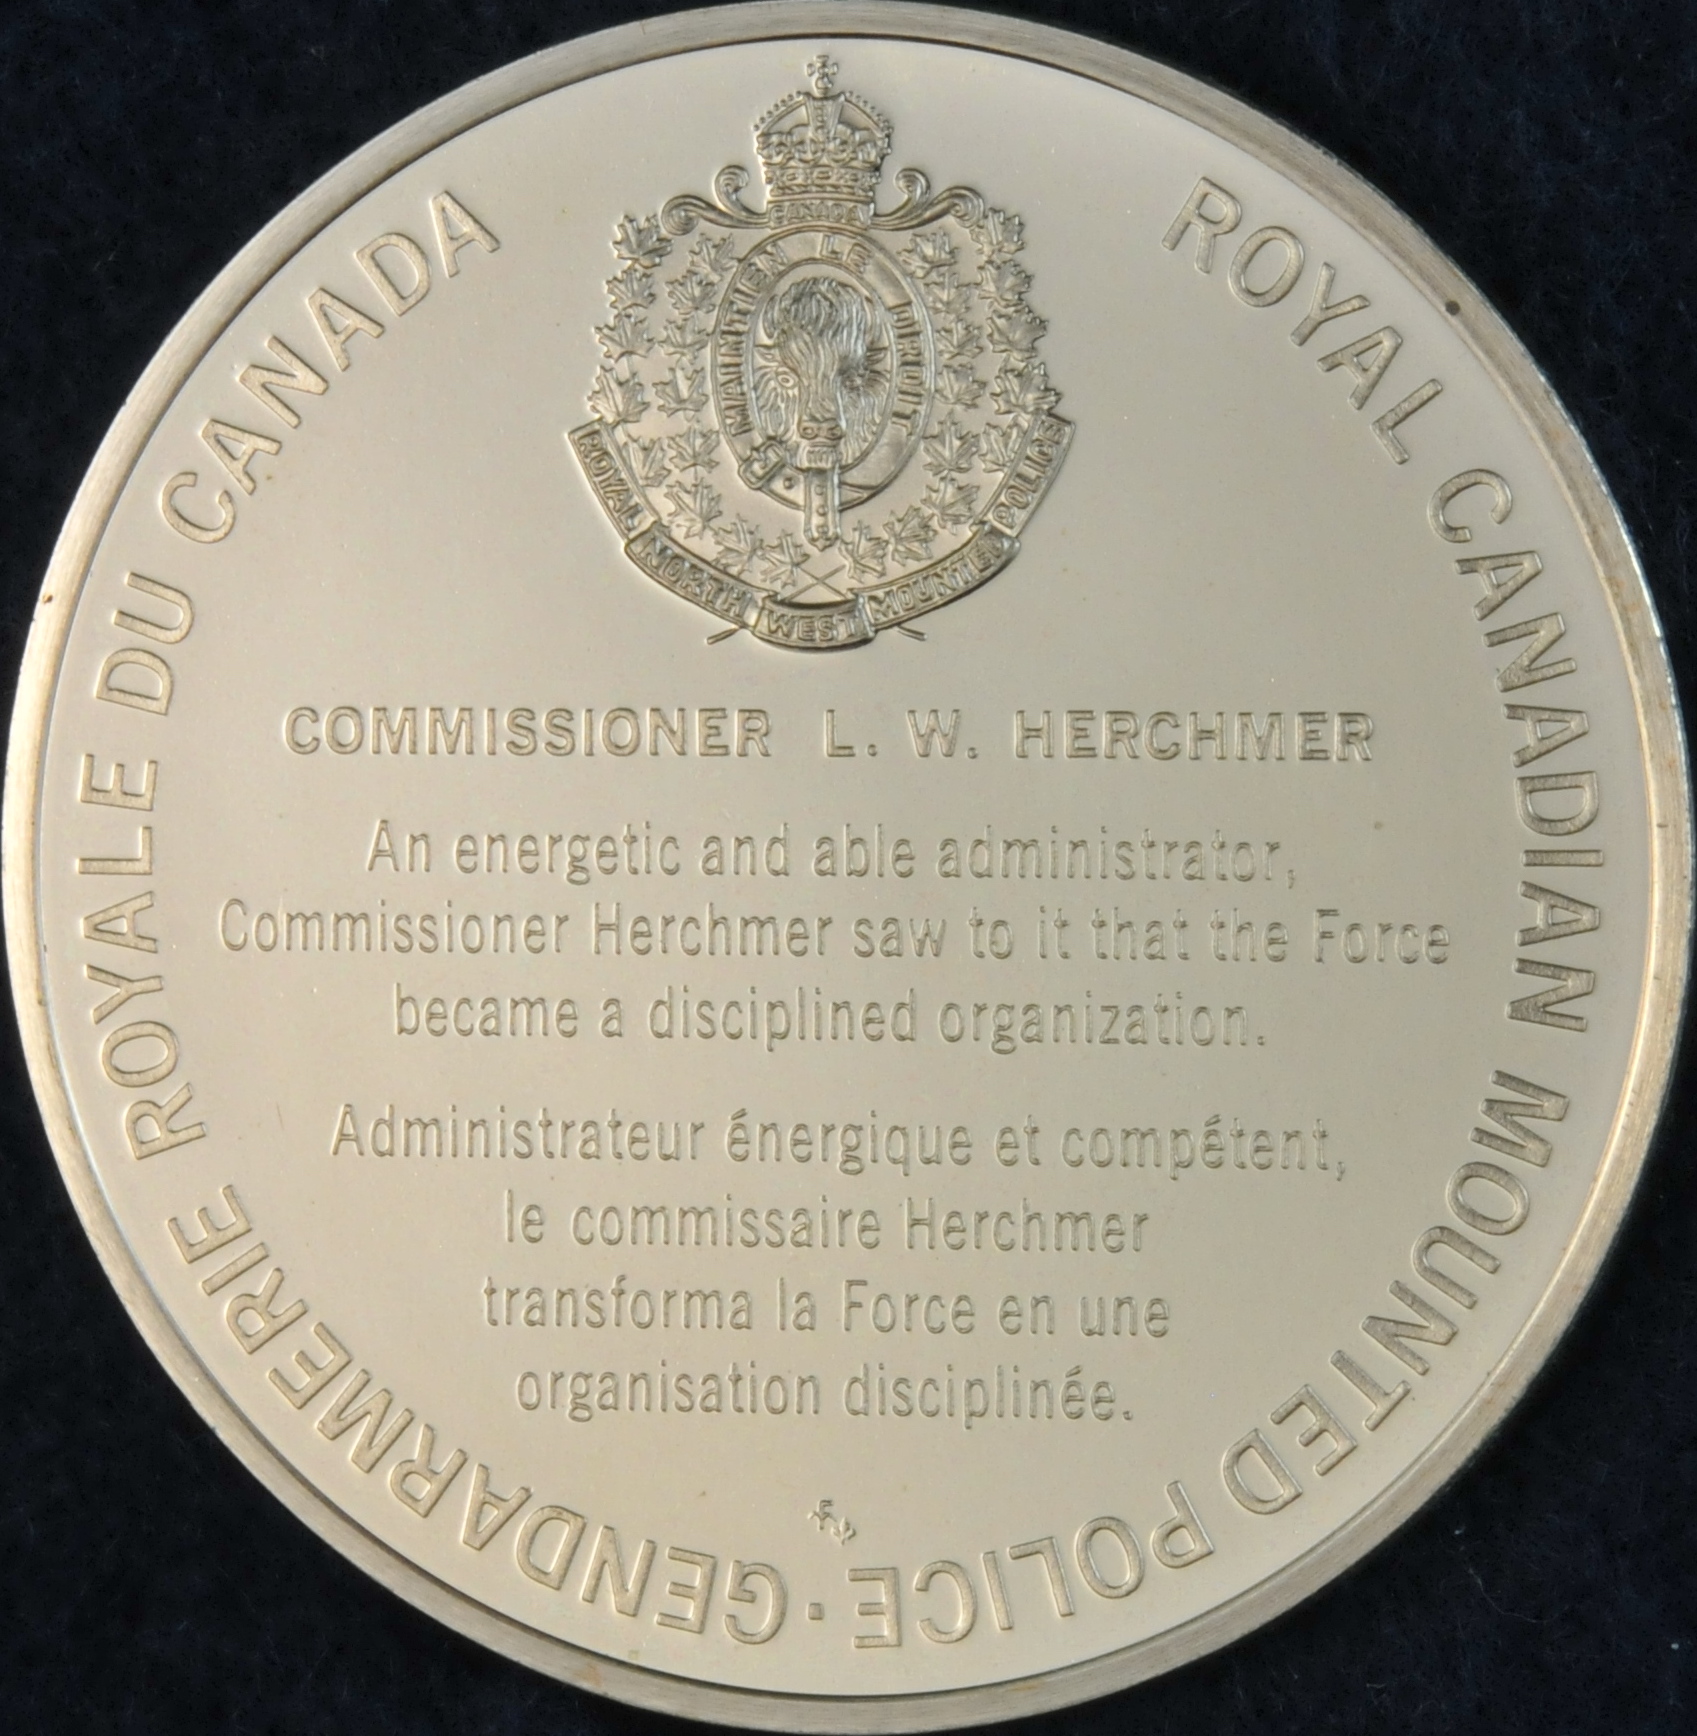 CANADA
MAINTIEN LE DROIT
ROYAL NORTH WEST MOUNTED POLICE
ROYAL CANADIAN MOUNTED POLICE · GENDARMERIE ROYALE DU CANADA
COMMISSIONER L. W. HERCHMER
An energetic and able administrator,
Commissioner Herchmer saw to it that the Force
became a disciplined organization.
Administrateur énergique et compétent,
le commissaire Herchmer
transforma la Force en une
organisation disciplinée.